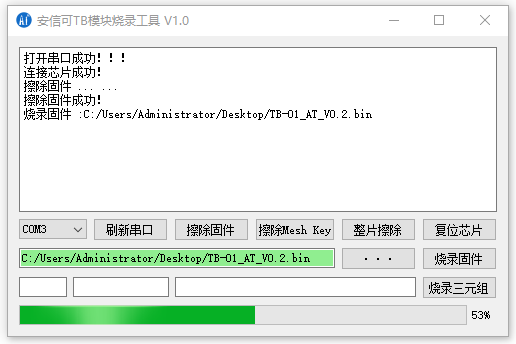 安信可TB模块烧录工具 V1.0
打开串口成功！！！
连接芯片成功！
擦除固件 ... ...
擦除固件成功！
烧录固件 :C:/Users/Administrator/Desktop/TB-01_AT_V0.2.bin
COM3 刷新串口 擦除固件 擦除Mesh Key 整片擦除 复位芯片
C:/Users/Administrator/Desktop/TB-01_AT_V0.2.bin ... 烧录固件
烧录三元组
53%